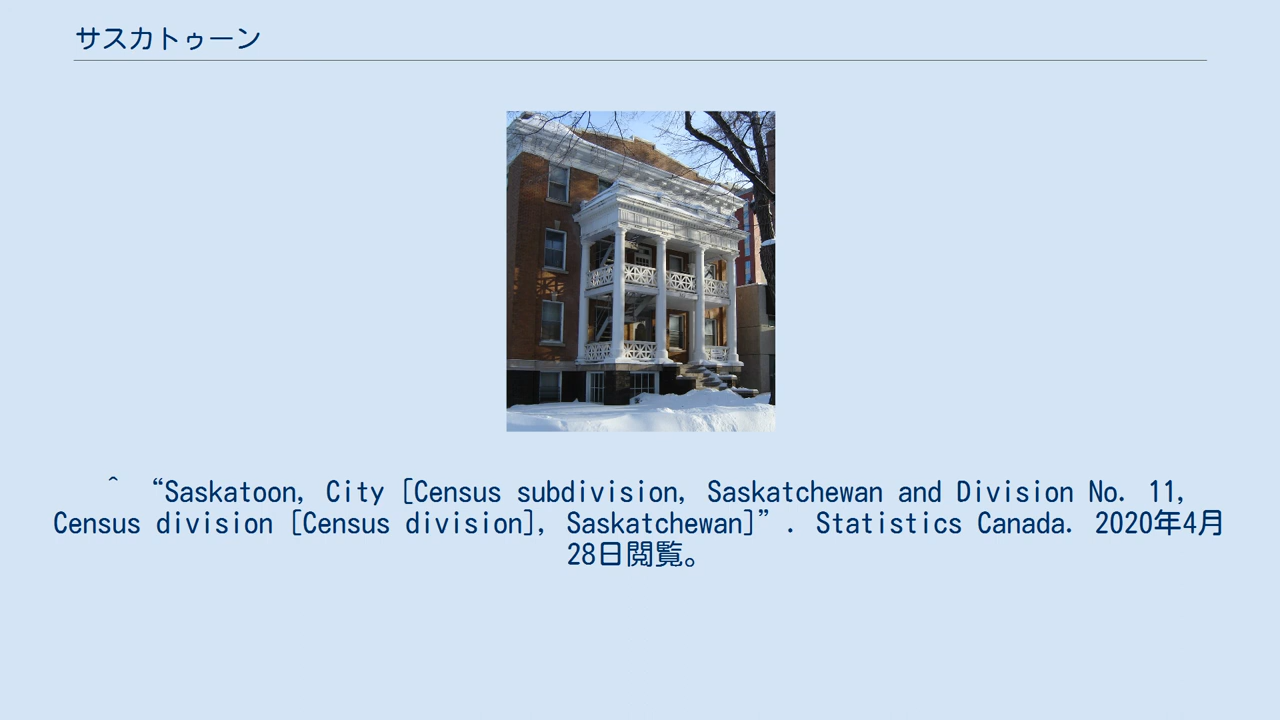 サスカトゥーン
^ “Saskatoon, City [Census subdivision, Saskatchewan and Division No. 11,
Census division [Census division], Saskatchewan]”. Statistics Canada. 2020年4月
28日閲覧。